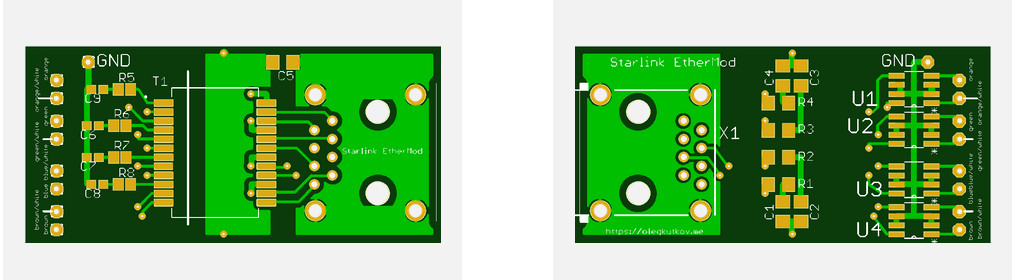 GND
orange
orange/white
green
green/white
blue/white
blue
brown/white
brown
C9
R5
T1
C6
R6
C7
R7
C8
R8
C5
Starlink EtherMod
Starlink EtherMod
C4
C3
R4
R3
R2
R1
C1
C2
X1
https://olegkutkov.me
GND
U1
U2
U3
U4
orange
orange/white
green
green/white
blue
blue/white
brown/white
brown